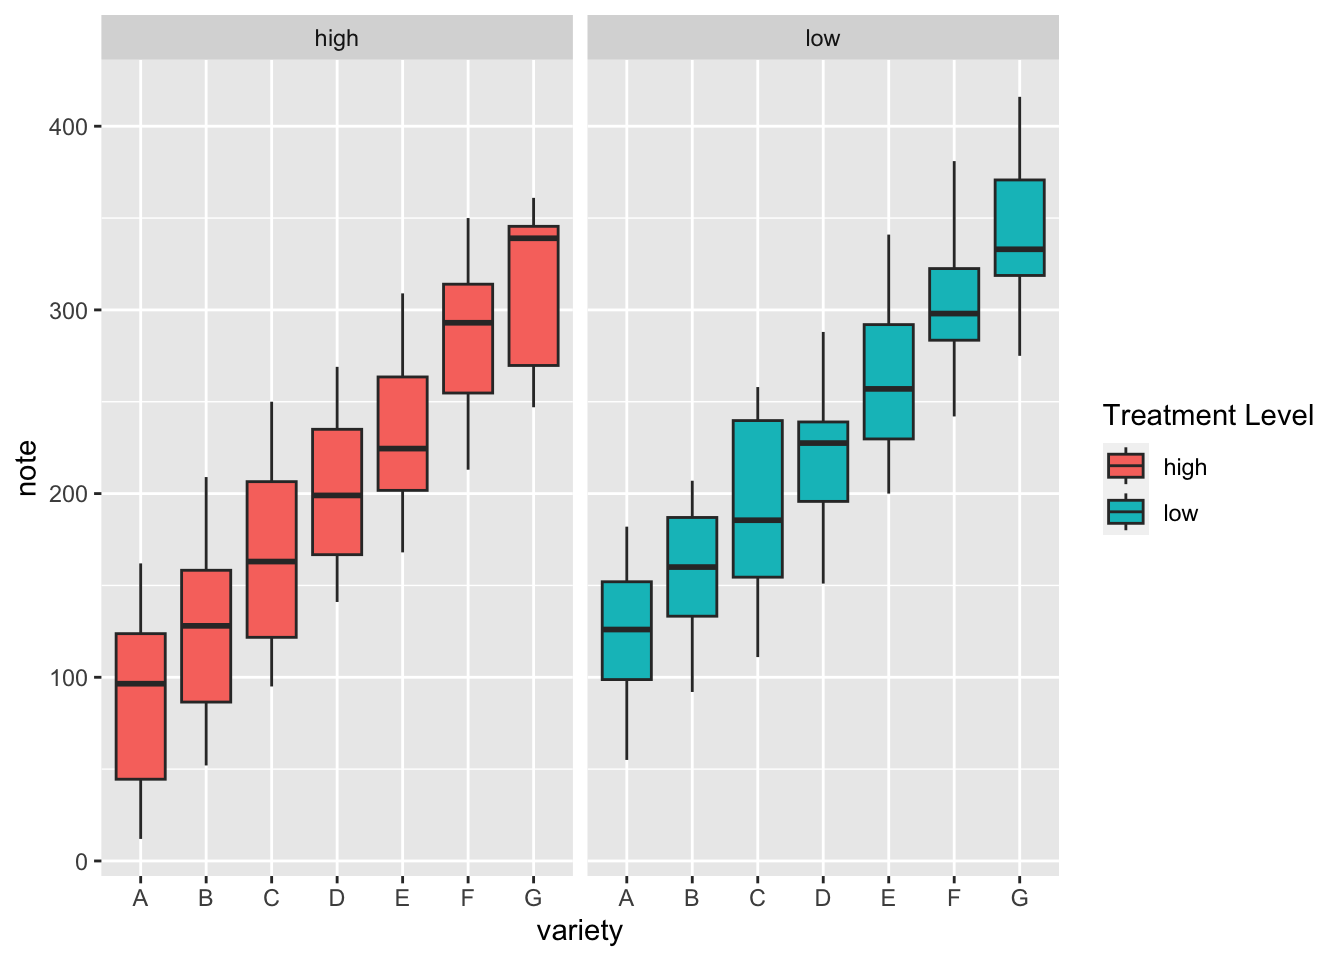 high low
400
300
200
100
0
note
A B C D E F G A B C D E F G
variety
Treatment Level
high
low